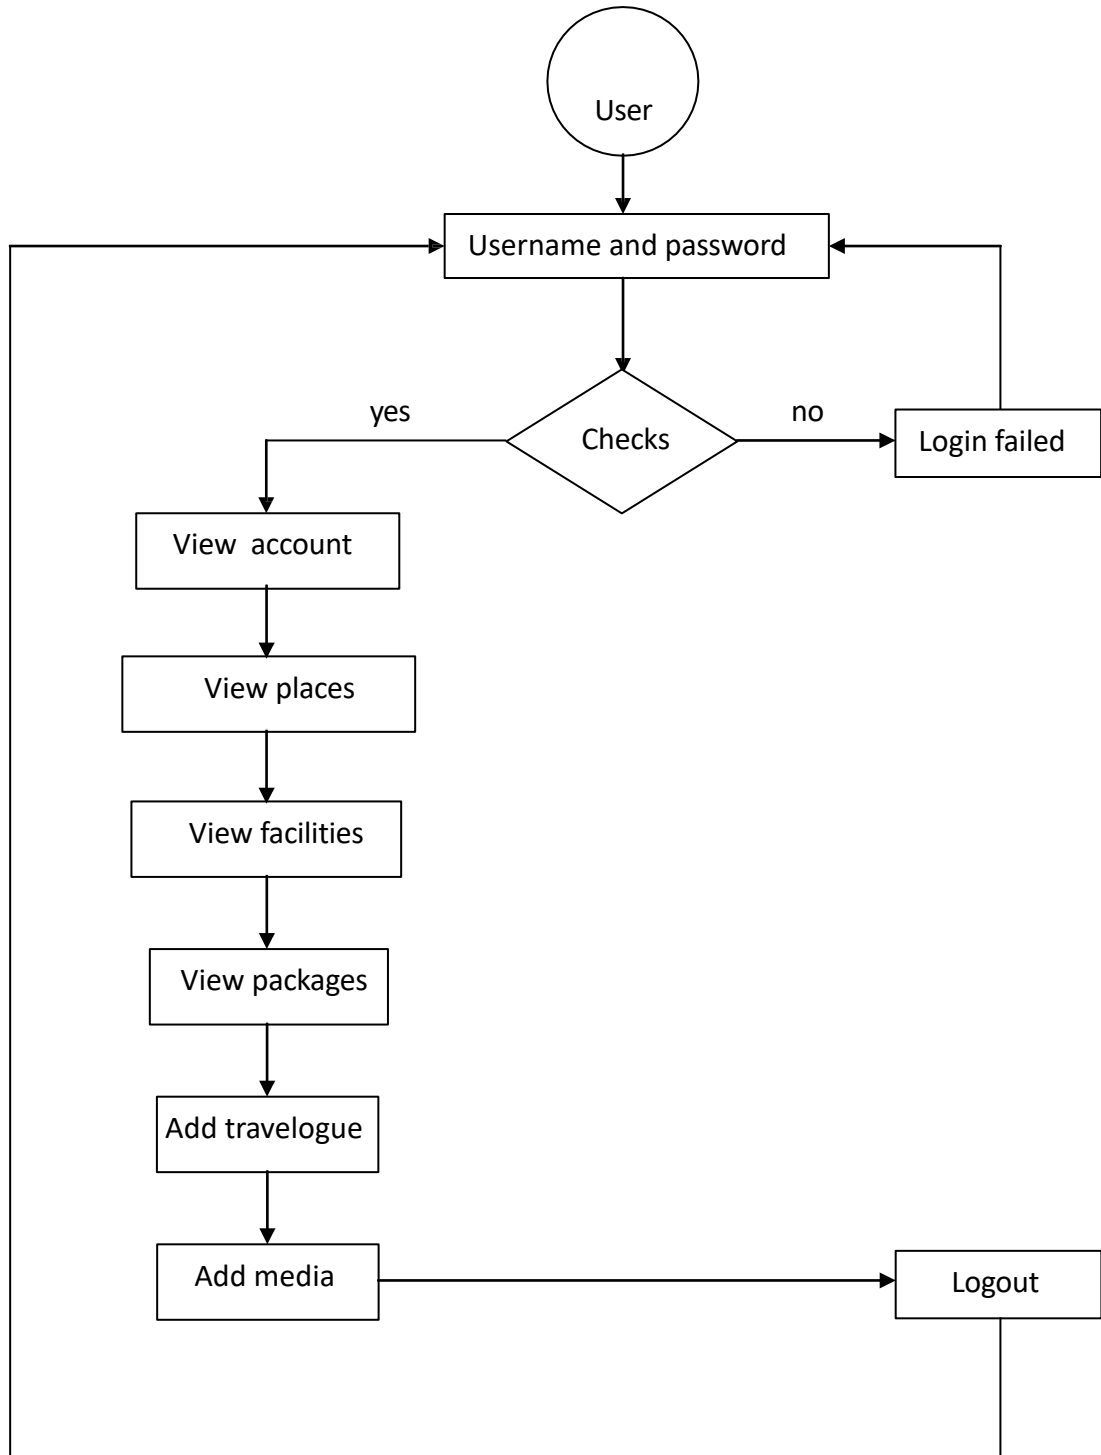 User
Username and password
yes
no
Checks
Login failed
View  account
View places
View facilities
View packages
Add travelogue
Add media
Logout